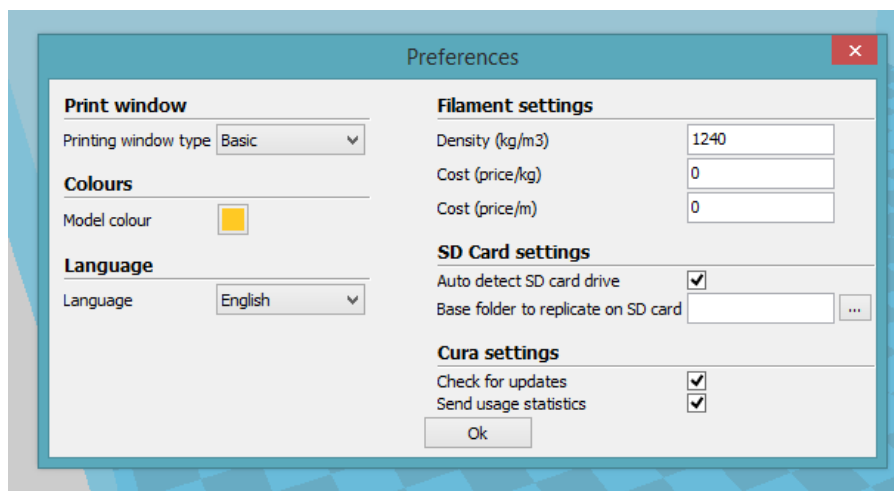 Preferences
Print window
Printing window type Basic
Colours
Model colour
Language
Language English
Filament settings
Density (kg/m3) 1240
Cost (price/kg) 0
Cost (price/m) 0
SD Card settings
Auto detect SD card drive
Base folder to replicate on SD card ...
Cura settings
Check for updates
Send usage statistics
Ok